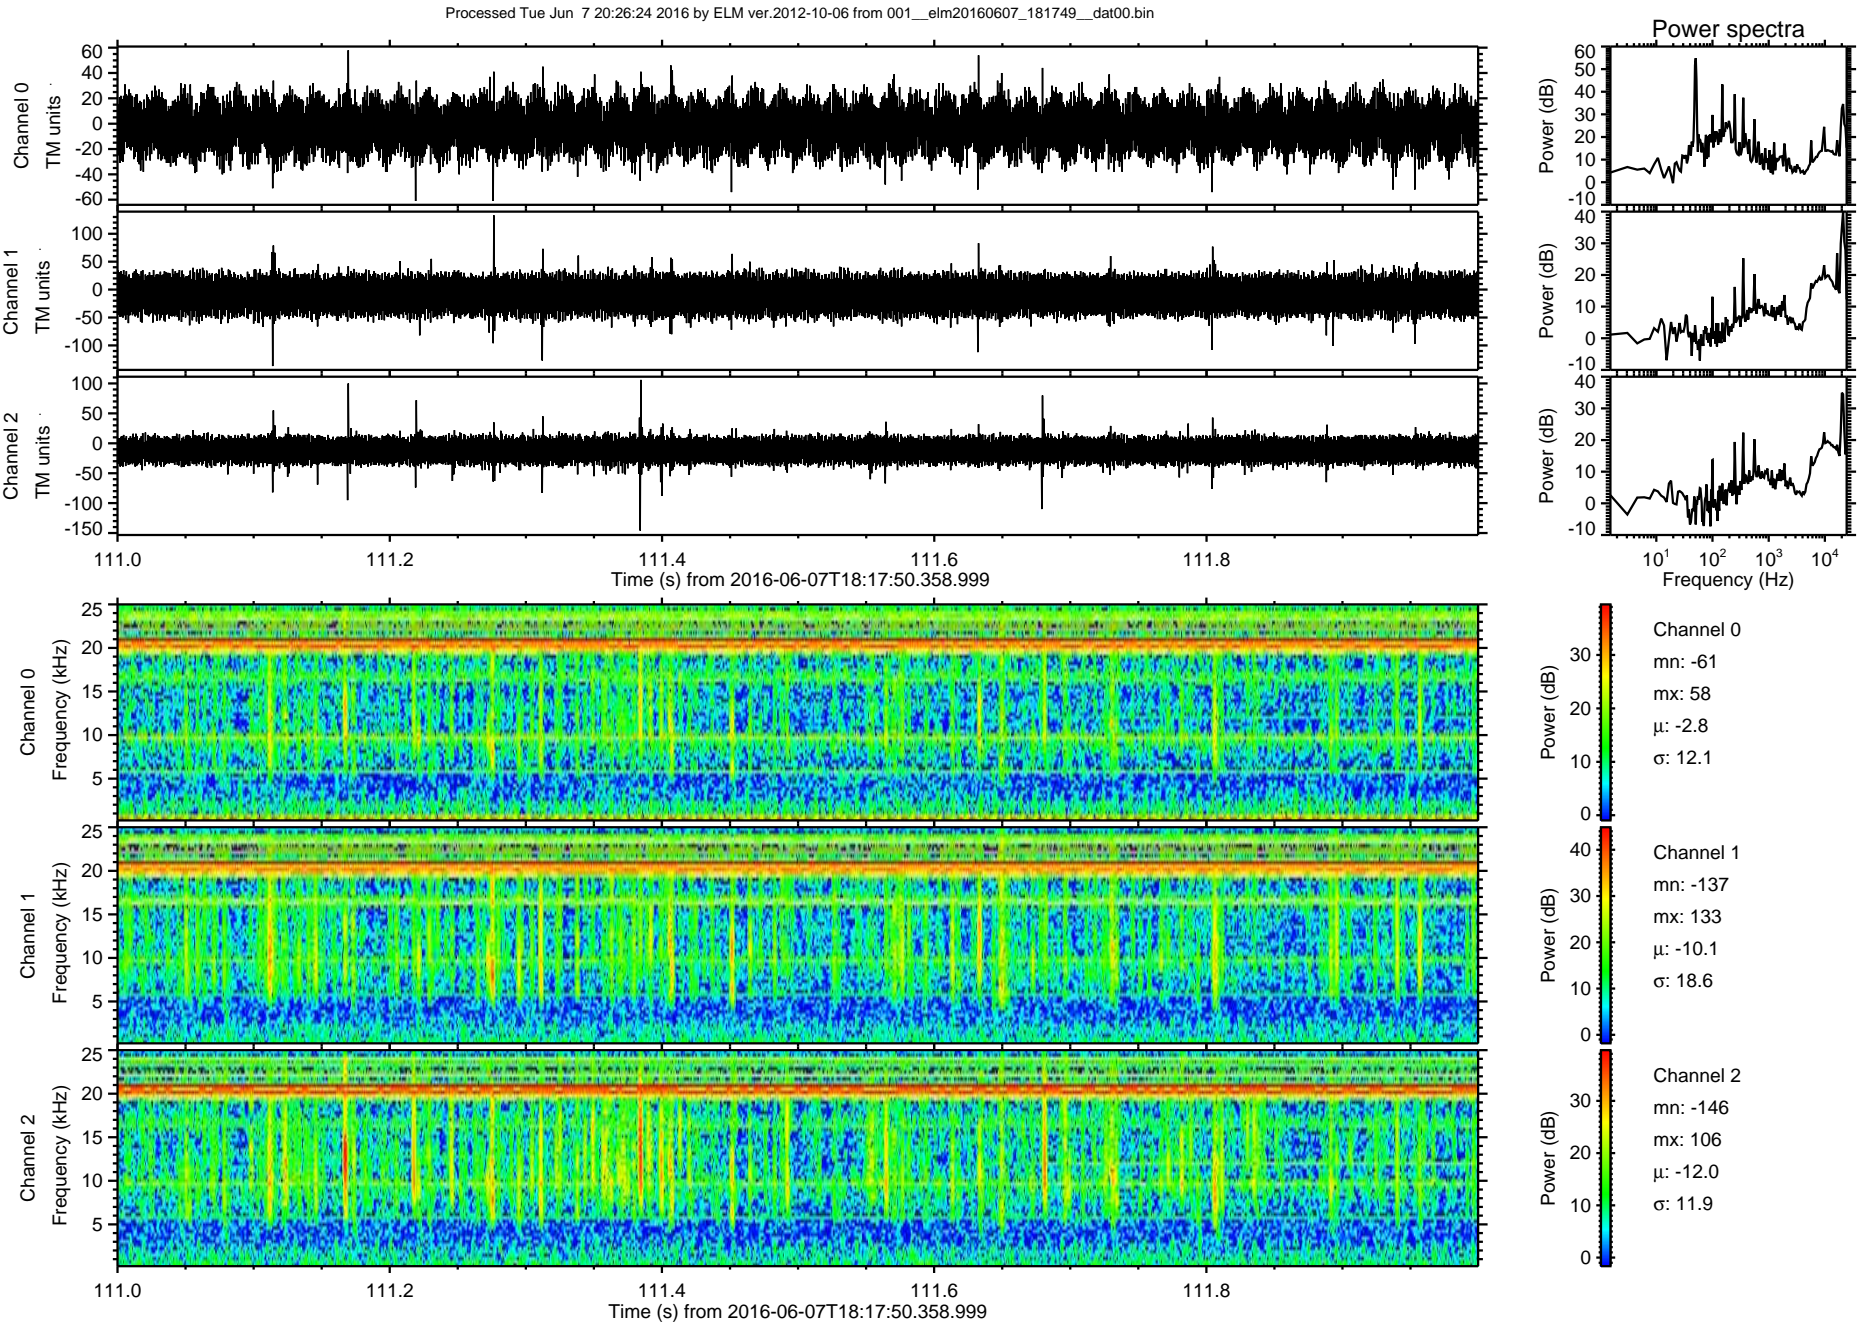 Processed Tue Jun  7 20:26:24 2016 by ELM ver.2012-10-06 from 001__elm20160607_181749__dat00.bin
Power spectra
Channel 0
TM units
60
40
20
0
-20
-40
-60
Power (dB)
60
50
40
30
20
10
0
-10
Channel 1
TM units
100
50
0
-50
-100
Power (dB)
40
30
20
10
0
-10
Channel 2
TM units
100
50
0
-50
-100
-150
Power (dB)
40
30
20
10
0
-10
111.0 111.2 111.4 111.6 111.8
Time (s) from 2016-06-07T18:17:50.358.999
10¹ 10² 10³ 10⁴
Frequency (Hz)
Channel 0
Frequency (kHz)
25
20
15
10
5
Power (dB)
30
20
10
0
Channel 0
mn: -61
mx: 58
μ: -2.8
σ: 12.1
Channel 1
Frequency (kHz)
25
20
15
10
5
Power (dB)
40
30
20
10
0
Channel 1
mn: -137
mx: 133
μ: -10.1
σ: 18.6
Channel 2
Frequency (kHz)
25
20
15
10
5
Power (dB)
30
20
10
0
Channel 2
mn: -146
mx: 106
μ: -12.0
σ: 11.9
111.0 111.2 111.4 111.6 111.8
Time (s) from 2016-06-07T18:17:50.358.999